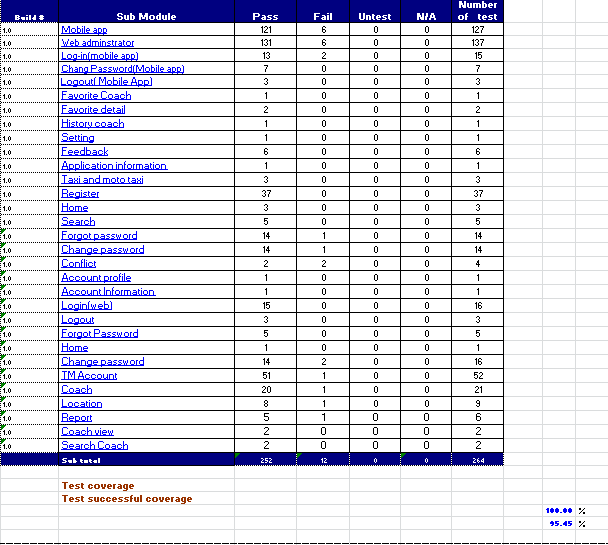 Build # Sub Module Pass Fail Untest N/A Number of test
1.0 Mobile app 121 6 0 0 127
1.0 Web adminstrator 131 6 0 0 137
1.0 Log-in(mobile app) 13 2 0 0 15
1.0 Chang Password(Mobile app) 7 0 0 0 7
1.0 Logout( Mobile App) 3 0 0 0 3
1.0 Favorite Coach 1 0 0 0 1
1.0 Favorite detail 2 0 0 0 2
1.0 History coach 1 0 0 0 1
1.0 Setting 1 0 0 0 1
1.0 Feedback 6 0 0 0 6
1.0 Application information 1 0 0 0 1
1.0 Taxi and moto taxi 3 0 0 0 3
1.0 Register 37 0 0 0 37
1.0 Home 3 0 0 0 3
1.0 Search 5 0 0 0 5
1.0 Forgot password 14 1 0 0 14
1.0 Change password 14 1 0 0 14
1.0 Conflict 2 2 0 0 4
1.0 Account profile 1 0 0 0 1
1.0 Account Information 1 0 0 0 1
1.0 Login(web) 15 0 0 0 16
1.0 Logout 3 0 0 0 3
1.0 Forgot Password 5 0 0 0 5
1.0 Home 1 0 0 0 1
1.0 Change password 14 2 0 0 16
1.0 TM Account 51 1 0 0 52
1.0 Coach 20 1 0 0 21
1.0 Location 8 1 0 0 9
1.0 Report 5 1 0 0 6
1.0 Coach view 2 0 0 0 2
1.0 Search Coach 2 0 0 0 2
Sub total 252 12 0 0 264
Test coverage
Test successful coverage
100.00 %
95.45 %